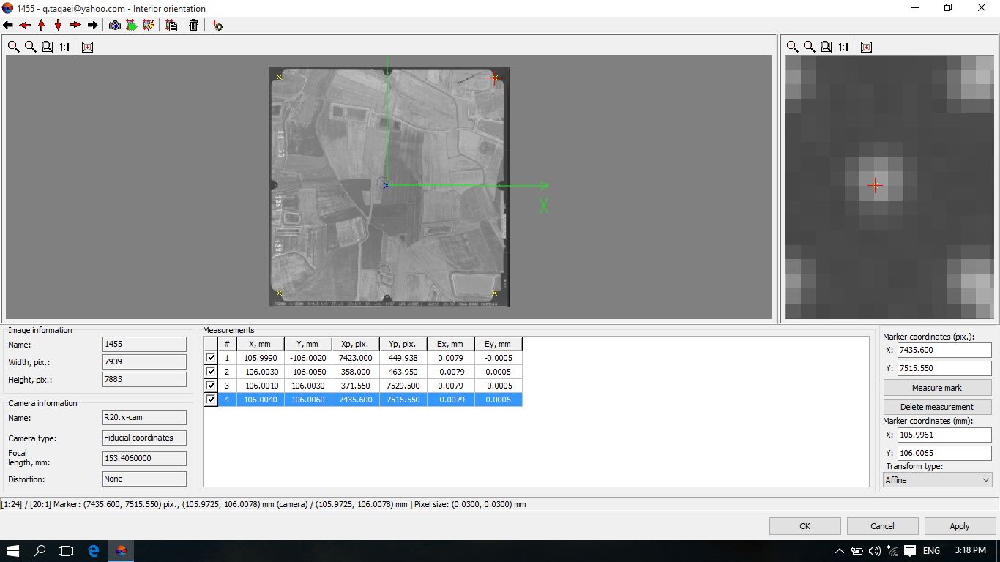 1455 - q.taqaei@yahoo.com - Interior orientation
1:1
1:1
X
Image information
Name: 1455
Width, pix.: 7939
Height, pix.: 7883
Camera information
Name: R20.x-cam
Camera type: Fiducial coordinates
Focal length, mm: 153.4060000
Distortion: None
Measurements
# X, mm Y, mm Xp, pix. Yp, pix. Ex, mm Ey, mm
1 105.9990 -106.0020 7423.000 449.938 0.0079 -0.0005
2 -106.0030 -106.0050 358.000 463.950 -0.0079 0.0005
3 -106.0010 106.0030 371.550 7529.500 0.0079 -0.0005
4 106.0040 106.0060 7435.600 7515.550 -0.0079 0.0005
Marker coordinates (pix.):
X: 7435.600
Y: 7515.550
Measure mark
Delete measurement
Marker coordinates (mm):
X: 105.9961
Y: 106.0065
Transform type:
Affine
[1:24] / [20:1] Marker: (7435.600, 7515.550) pix., (105.9725, 106.0078) mm (camera) / (105.9725, 106.0078) mm | Pixel size: (0.0300, 0.0300) mm
OK Cancel Apply
ENG 3:18 PM